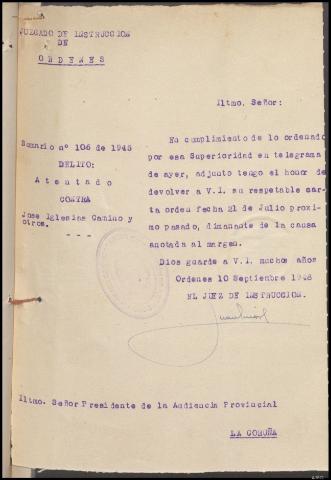 JUZGADO DE INSTRUCCION
DE
ORDENES
Iltmo. Señor:
Sumario nº 106 de 1945
DELITO:
Atentado
CONTRA
Jose Iglesias Camino y
otros.
- - -
En cumplimiento de lo ordenado
por esa Superioridad en telegrama
de ayer, adjunto tengo el honor de
devolver a V.I. su respetable car-
ta orden fecha 21 de Julio proxi-
mo pasado, dimanante de la causa
anotada al margen.
Dios guarde a V.I. muchos años
Ordenes 10 Septiembre 1948
EL JUEZ DE INSTRUCCION.
Iltmo. Señor Presidente de la Audiencia Provincial
LA CORUÑA